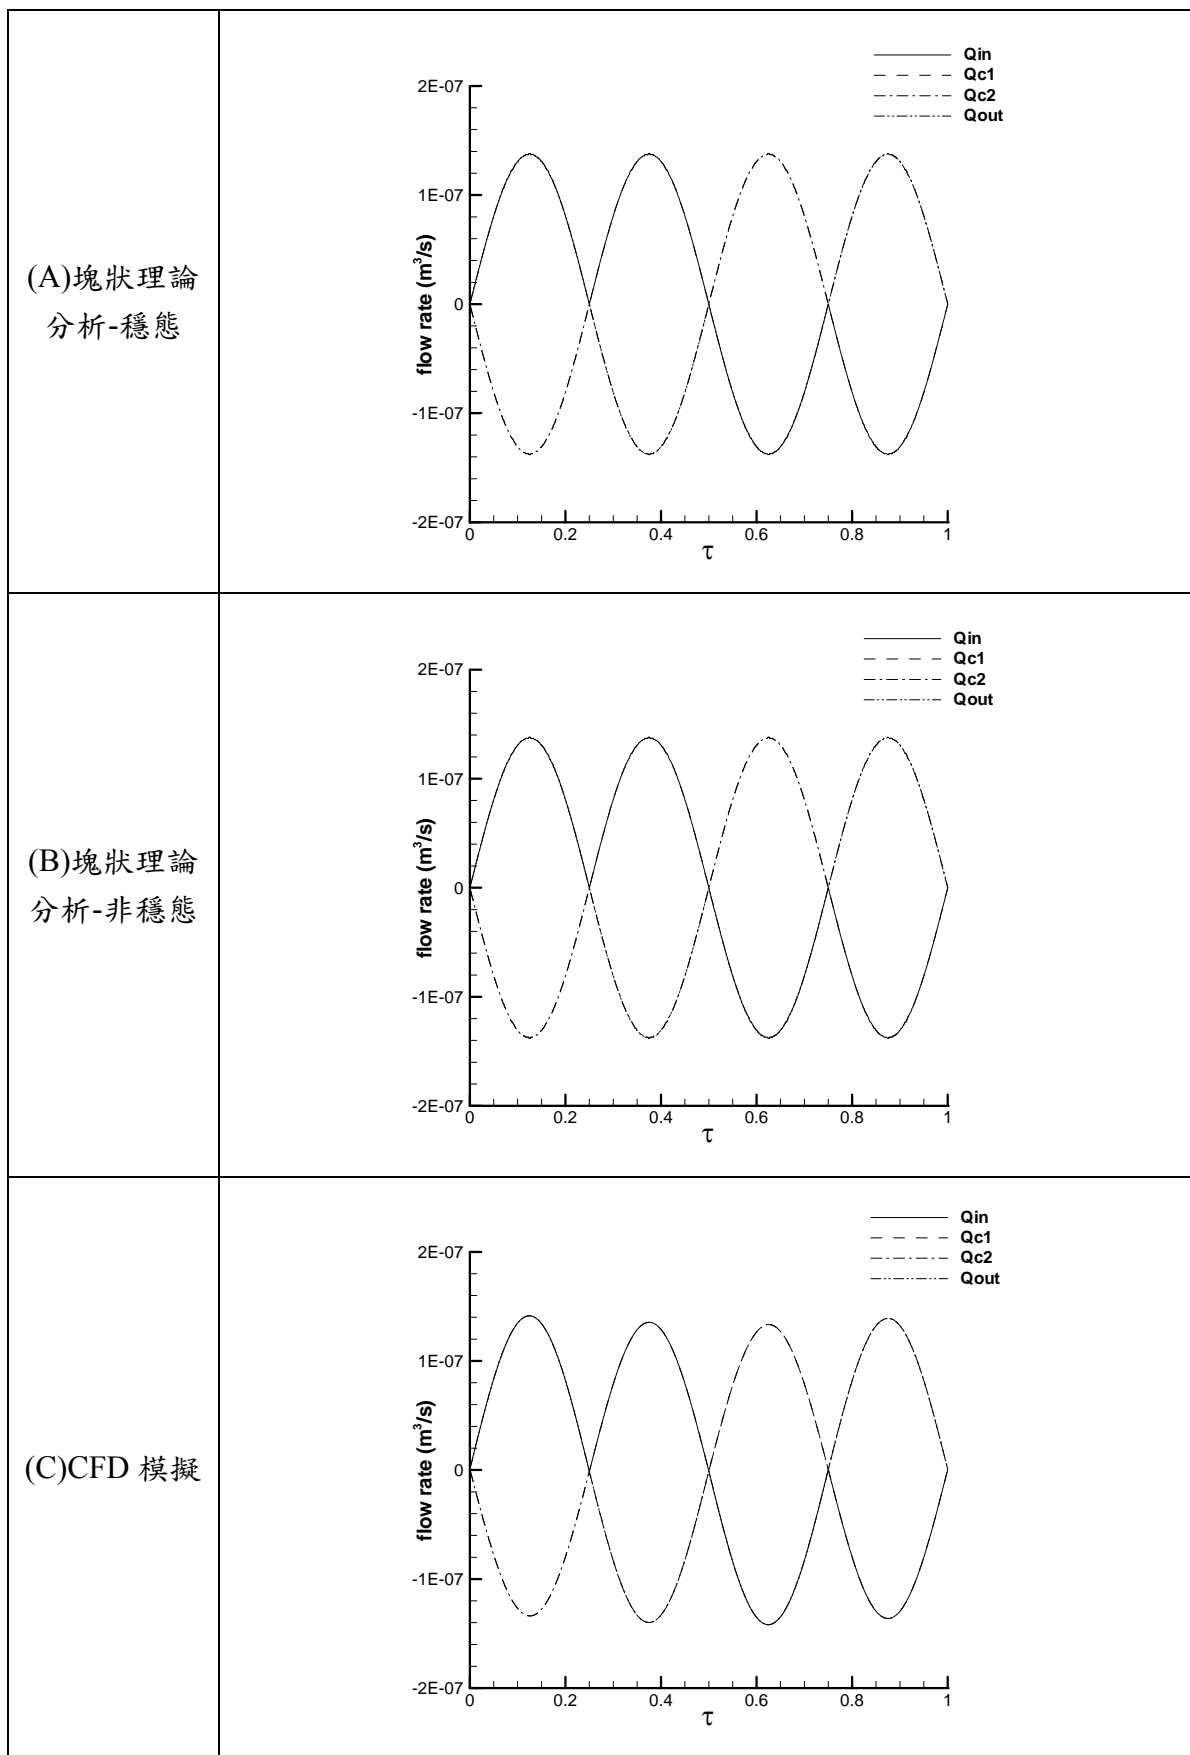 (A)塊狀理論
分析-穩態
Qin
Qc1
Qc2
Qout
2E-07
1E-07
0
-1E-07
-2E-07
flow rate (m³/s)
0 0.2 0.4 0.6 0.8 1
τ
(B)塊狀理論
分析-非穩態
Qin
Qc1
Qc2
Qout
2E-07
1E-07
0
-1E-07
-2E-07
flow rate (m³/s)
0 0.2 0.4 0.6 0.8 1
τ
(C)CFD 模擬
Qin
Qc1
Qc2
Qout
2E-07
1E-07
0
-1E-07
-2E-07
flow rate (m³/s)
0 0.2 0.4 0.6 0.8 1
τ